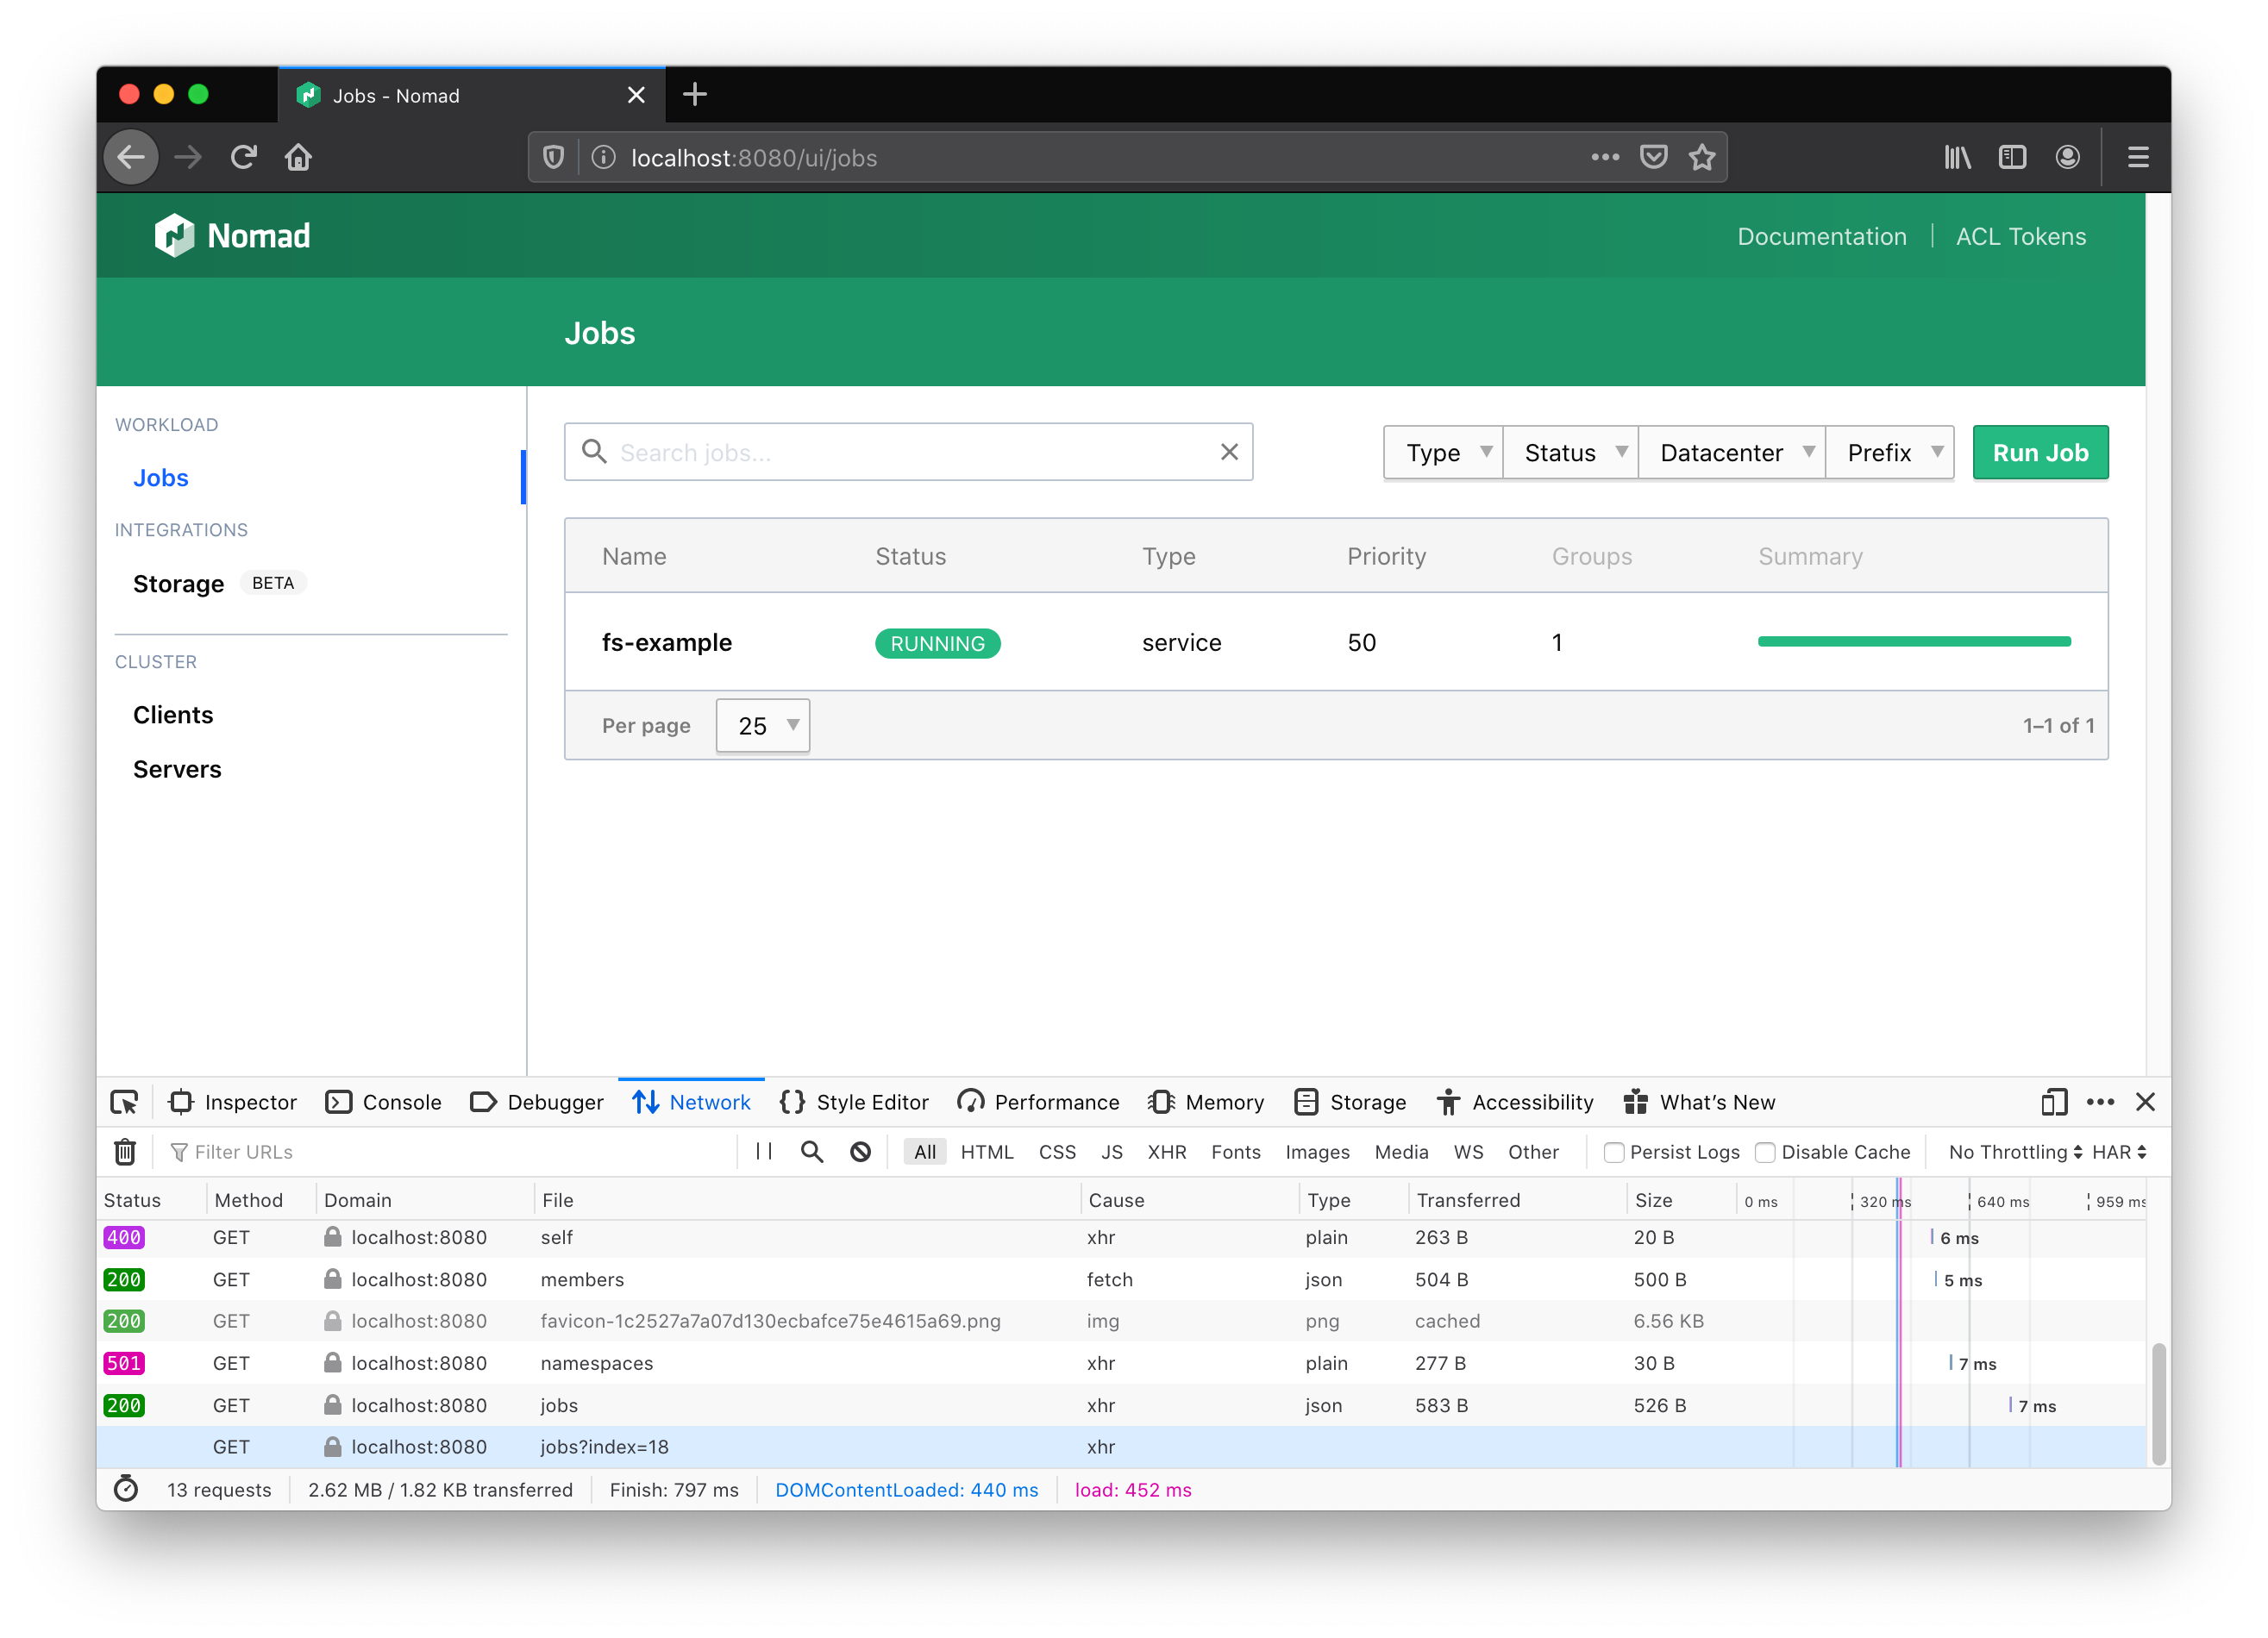 Jobs - Nomad
localhost:8080/ui/jobs
Nomad
Documentation
ACL Tokens
Jobs
WORKLOAD
Jobs
INTEGRATIONS
Storage BETA
CLUSTER
Clients
Servers
Search jobs...
Type Status Datacenter Prefix Run Job
Name Status Type Priority Groups Summary
fs-example RUNNING service 50 1
Per page 25 1–1 of 1
Inspector Console Debugger Network Style Editor Performance Memory Storage Accessibility What's New
Filter URLs All HTML CSS JS XHR Fonts Images Media WS Other Persist Logs Disable Cache No Throttling HAR
Status Method Domain File Cause Type Transferred Size 0 ms 320 ms 640 ms 959 ms
400 GET localhost:8080 self xhr plain 263 B 20 B 6 ms
200 GET localhost:8080 members fetch json 504 B 500 B 5 ms
200 GET localhost:8080 favicon-1c2527a7a07d130ecbafce75e4615a69.png img png cached 6.56 KB
501 GET localhost:8080 namespaces xhr plain 277 B 30 B 7 ms
200 GET localhost:8080 jobs xhr json 583 B 526 B 7 ms
GET localhost:8080 jobs?index=18 xhr
13 requests 2.62 MB / 1.82 KB transferred Finish: 797 ms DOMContentLoaded: 440 ms load: 452 ms